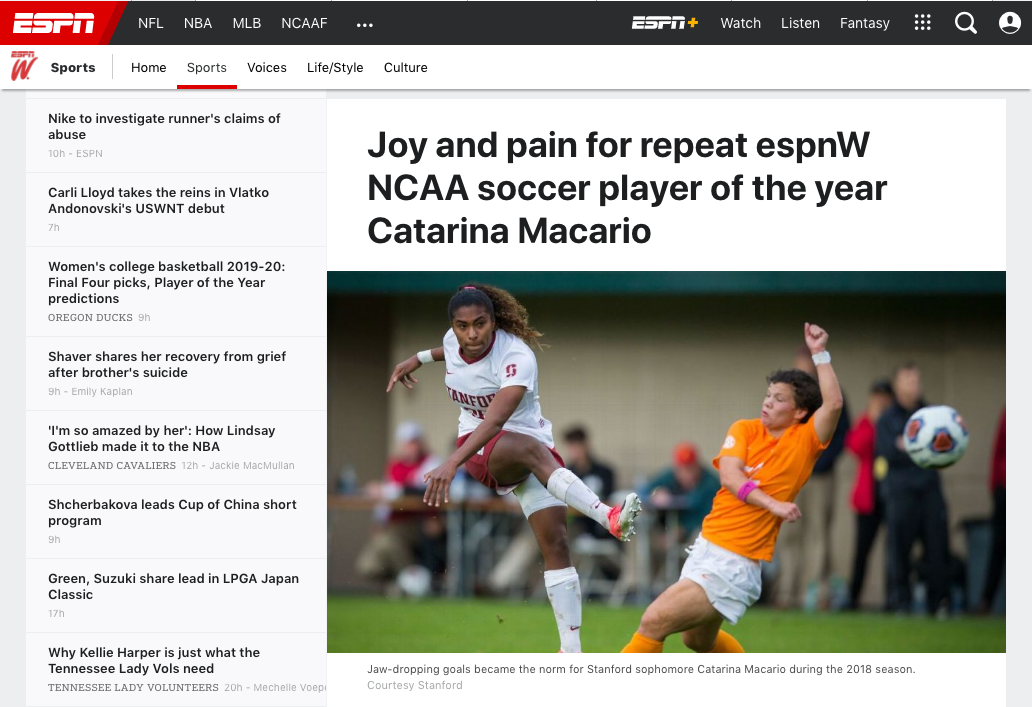 ESPN NFL NBA MLB NCAAF ... ESPN+ Watch Listen Fantasy
ESPN W Sports Home Sports Voices Life/Style Culture
Nike to investigate runner's claims of
abuse
10h - ESPN
Carli Lloyd takes the reins in Vlatko
Andonovski's USWNT debut
7h
Women's college basketball 2019-20:
Final Four picks, Player of the Year
predictions
OREGON DUCKS 9h
Shaver shares her recovery from grief
after brother's suicide
9h - Emily Kaplan
'I'm so amazed by her': How Lindsay
Gottlieb made it to the NBA
CLEVELAND CAVALIERS 12h - Jackie MacMullan
Shcherbakova leads Cup of China short
program
9h
Green, Suzuki share lead in LPGA Japan
Classic
17h
Why Kellie Harper is just what the
Tennessee Lady Vols need
TENNESSEE LADY VOLUNTEERS 20h - Mechelle Voepe
Joy and pain for repeat espnW
NCAA soccer player of the year
Catarina Macario
S
STANFORD
Jaw-dropping goals became the norm for Stanford sophomore Catarina Macario during the 2018 season.
Courtesy Stanford